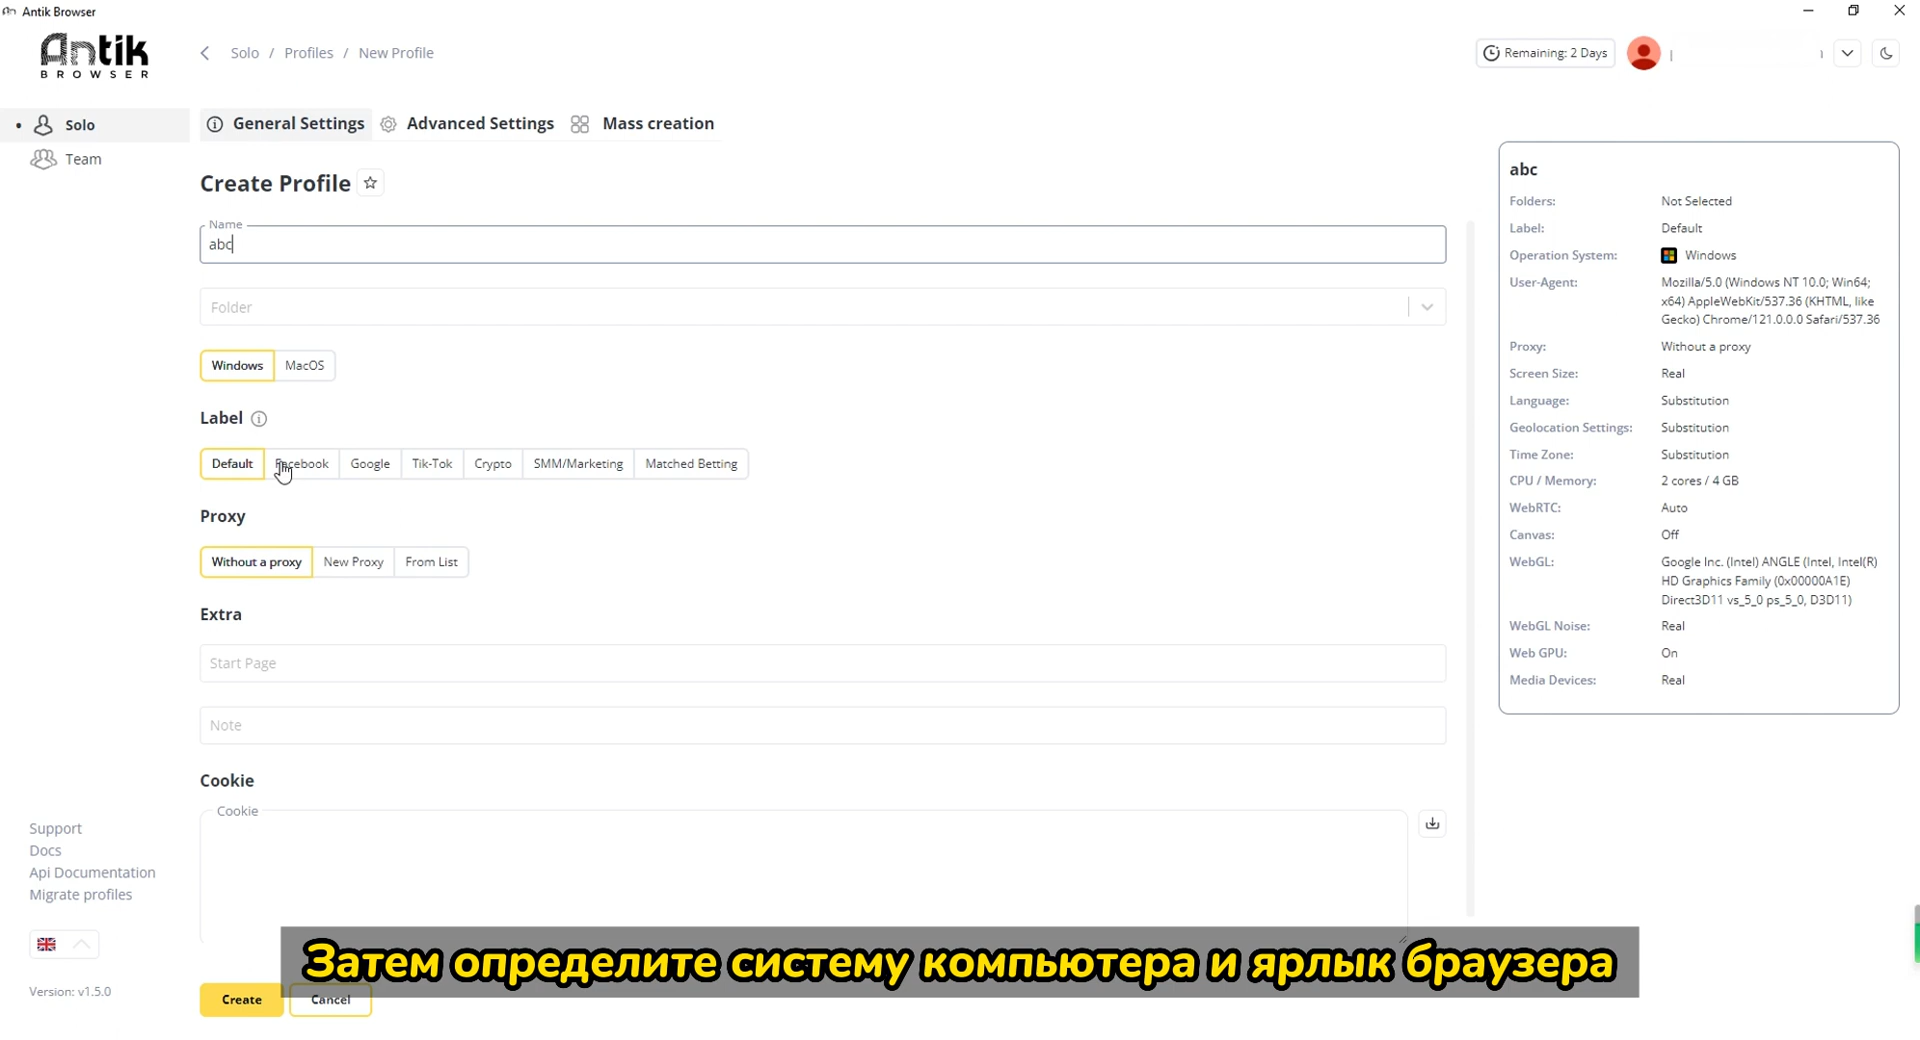 Antik Browser
Antik
BROWSER
Solo / Profiles / New Profile
Remaining: 2 Days
Solo
Team
General Settings
Advanced Settings
Mass creation
Create Profile
Name
abc
Folder
Windows
MacOS
Label
Default
Facebook
Google
Tik-Tok
Crypto
SMM/Marketing
Matched Betting
Proxy
Without a proxy
New Proxy
From List
Extra
Start Page
Note
Cookie
Cookie
abc
Folders: Not Selected
Label: Default
Operation System: Windows
User-Agent: Mozilla/5.0 (Windows NT 10.0; Win64;
x64) AppleWebKit/537.36 (KHTML, like
Gecko) Chrome/121.0.0.0 Safari/537.36
Proxy: Without a proxy
Screen Size: Real
Language: Substitution
Geolocation Settings: Substitution
Time Zone: Substitution
CPU / Memory: 2 cores / 4 GB
WebRTC: Auto
Canvas: Off
WebGL: Google Inc. (Intel) ANGLE (Intel, Intel(R)
HD Graphics Family (0x00000A1E)
Direct3D11 vs_5_0 ps_5_0, D3D11)
WebGL Noise: Real
Web GPU: On
Media Devices: Real
Support
Docs
Api Documentation
Migrate profiles
Version: v1.5.0
Затем определите систему компьютера и ярлык браузера
Create
Cancel